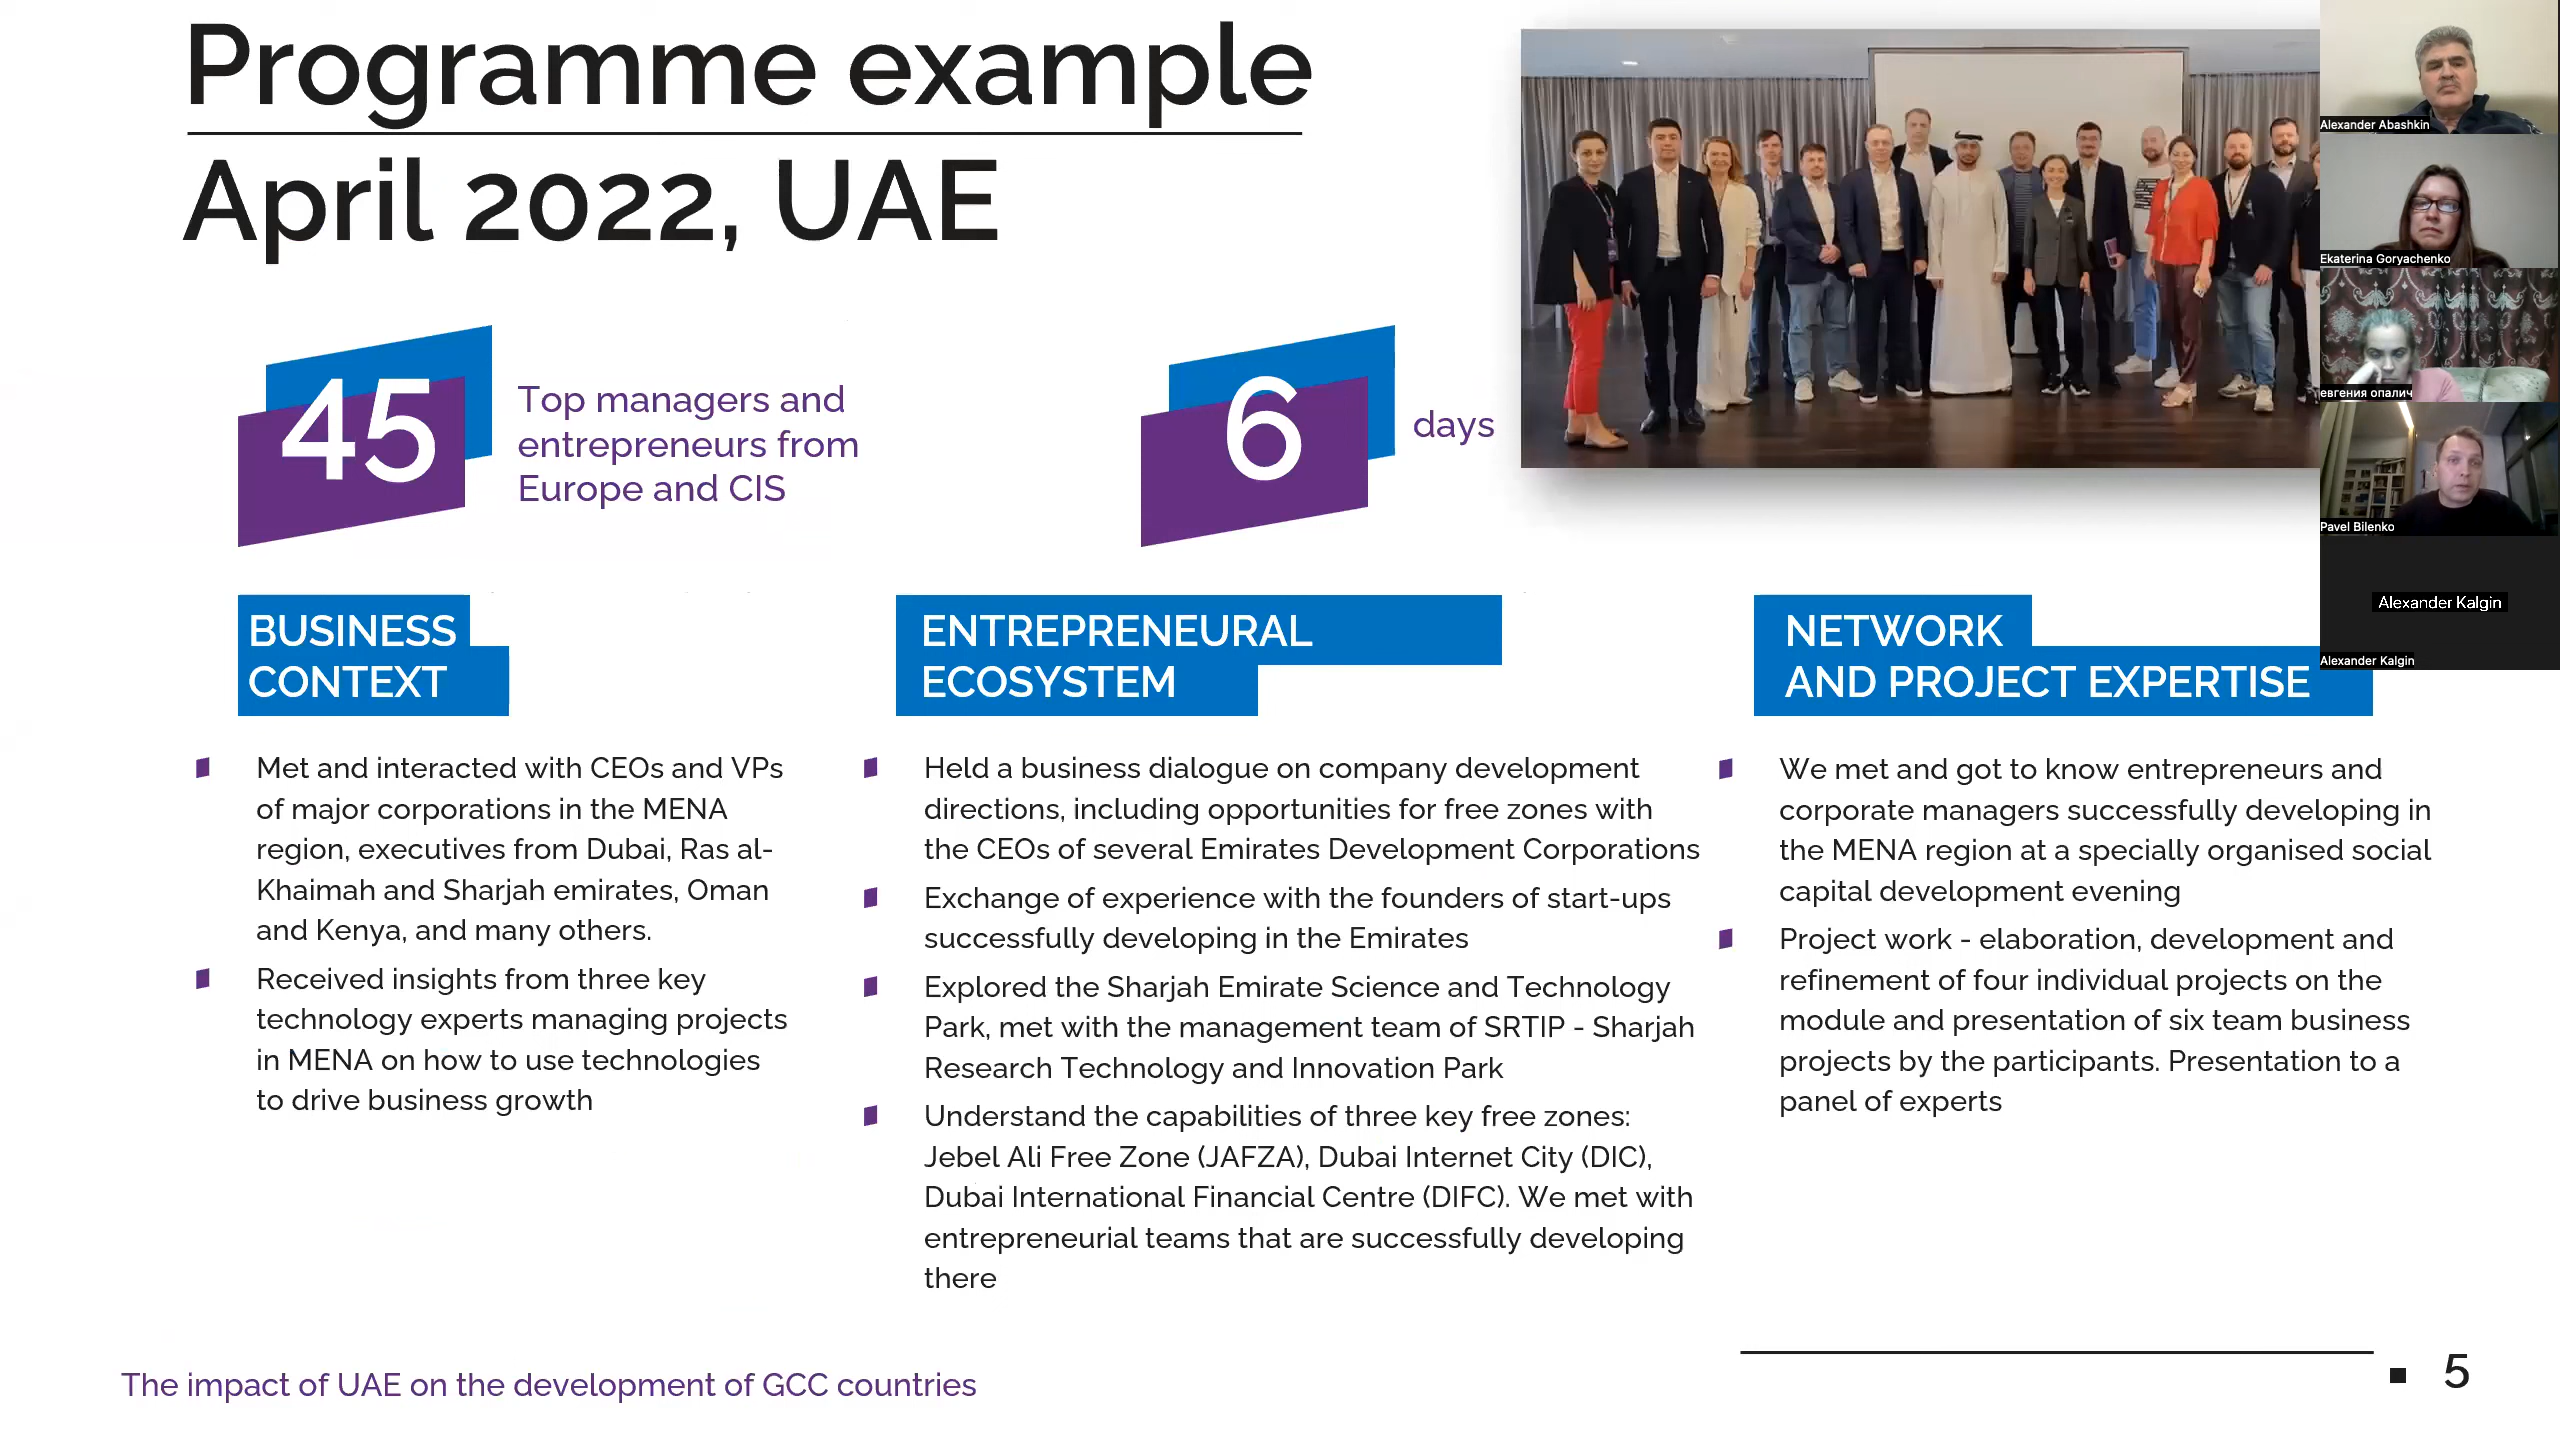 Programme example
April 2022, UAE
45
Top managers and
entrepreneurs from
Europe and CIS
6
days
BUSINESS
CONTEXT
Met and interacted with CEOs and VPs
of major corporations in the MENA
region, executives from Dubai, Ras al-
Khaimah and Sharjah emirates, Oman
and Kenya, and many others.
Received insights from three key
technology experts managing projects
in MENA on how to use technologies
to drive business growth
ENTREPRENEURAL
ECOSYSTEM
Held a business dialogue on company development
directions, including opportunities for free zones with
the CEOs of several Emirates Development Corporations
Exchange of experience with the founders of start-ups
successfully developing in the Emirates
Explored the Sharjah Emirate Science and Technology
Park, met with the management team of SRTIP - Sharjah
Research Technology and Innovation Park
Understand the capabilities of three key free zones:
Jebel Ali Free Zone (JAFZA), Dubai Internet City (DIC),
Dubai International Financial Centre (DIFC). We met with
entrepreneurial teams that are successfully developing
there
NETWORK
AND PROJECT EXPERTISE
We met and got to know entrepreneurs and
corporate managers successfully developing in
the MENA region at a specially organised social
capital development evening
Project work - elaboration, development and
refinement of four individual projects on the
module and presentation of six team business
projects by the participants. Presentation to a
panel of experts
The impact of UAE on the development of GCC countries
5
Alexander Abashkin
Ekaterina Goryachenko
евгения опалич
Pavel Bilenko
Alexander Kalgin
Alexander Kalgin